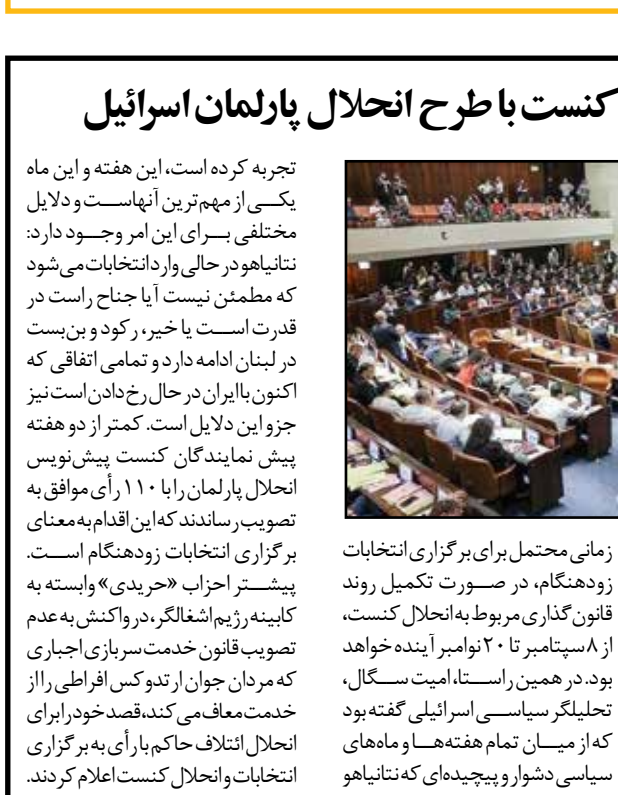 کنست با طرح انحلال پارلمان اسرائیل
زمانی محتمل برای برگزاری انتخابات
زودهنگام، در صورت تکمیل روند
قانون‌گذاری مربوط به انحلال کنست،
از ۸ سپتامبر تا ۲۰ نوامبر آینده خواهد
بود. در همین راستا، امیت سگال،
تحلیلگر سیاسی اسرائیلی گفته بود
که از میان تمام هفته‌ها و ماه‌های
سیاسی دشوار و پیچیده‌ای که نتانیاهو
تجربه کرده است، این هفته و این ماه
یکی از مهم‌ترین آنهاست و دلایل
مختلفی برای این امر وجود دارد:
نتانیاهو در حالی وارد انتخابات می‌شود
که مطمئن نیست آیا جناح راست در
قدرت است یا خیر، رکود و بن‌بست
در لبنان ادامه دارد و تمامی اتفاقی که
اکنون با ایران در حال رخ دادن است نیز
جزو این دلایل است. کمتر از دو هفته
پیش نمایندگان کنست پیش‌نویس
انحلال پارلمان را با ۱۱۰ رأی موافق به
تصویب رساندند که این اقدام به معنای
برگزاری انتخابات زودهنگام است.
پیشتر احزاب «حریدی» وابسته به
کابینه رژیم اشغالگر، در واکنش به عدم
تصویب قانون خدمت سربازی اجباری
که مردان جوان ارتدوکس افراطی را از
خدمت معاف می‌کند، قصد خود را برای
انحلال ائتلاف حاکم با رأی به برگزاری
انتخابات و انحلال کنست اعلام کردند.